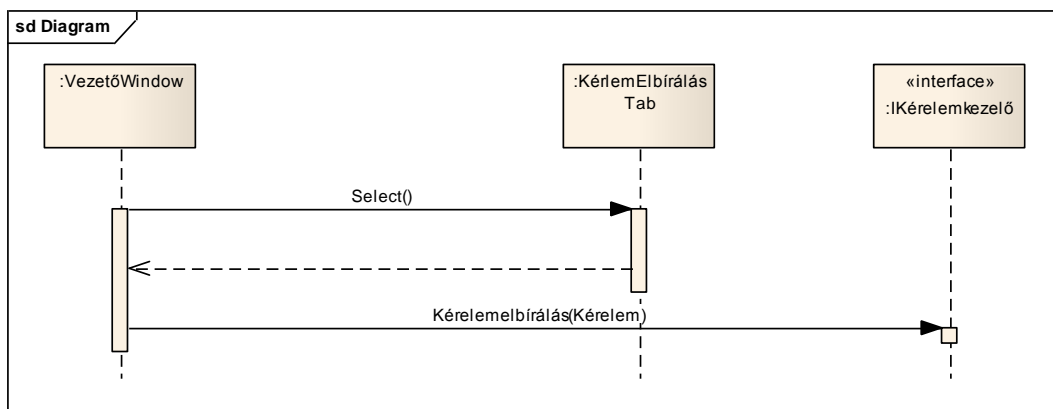 sd Diagram
:VezetőWindow
:KérlemElbírálás
Tab
«interface»
:IKérelemkezelő
Select()
Kérelemelbírálás(Kérelem)